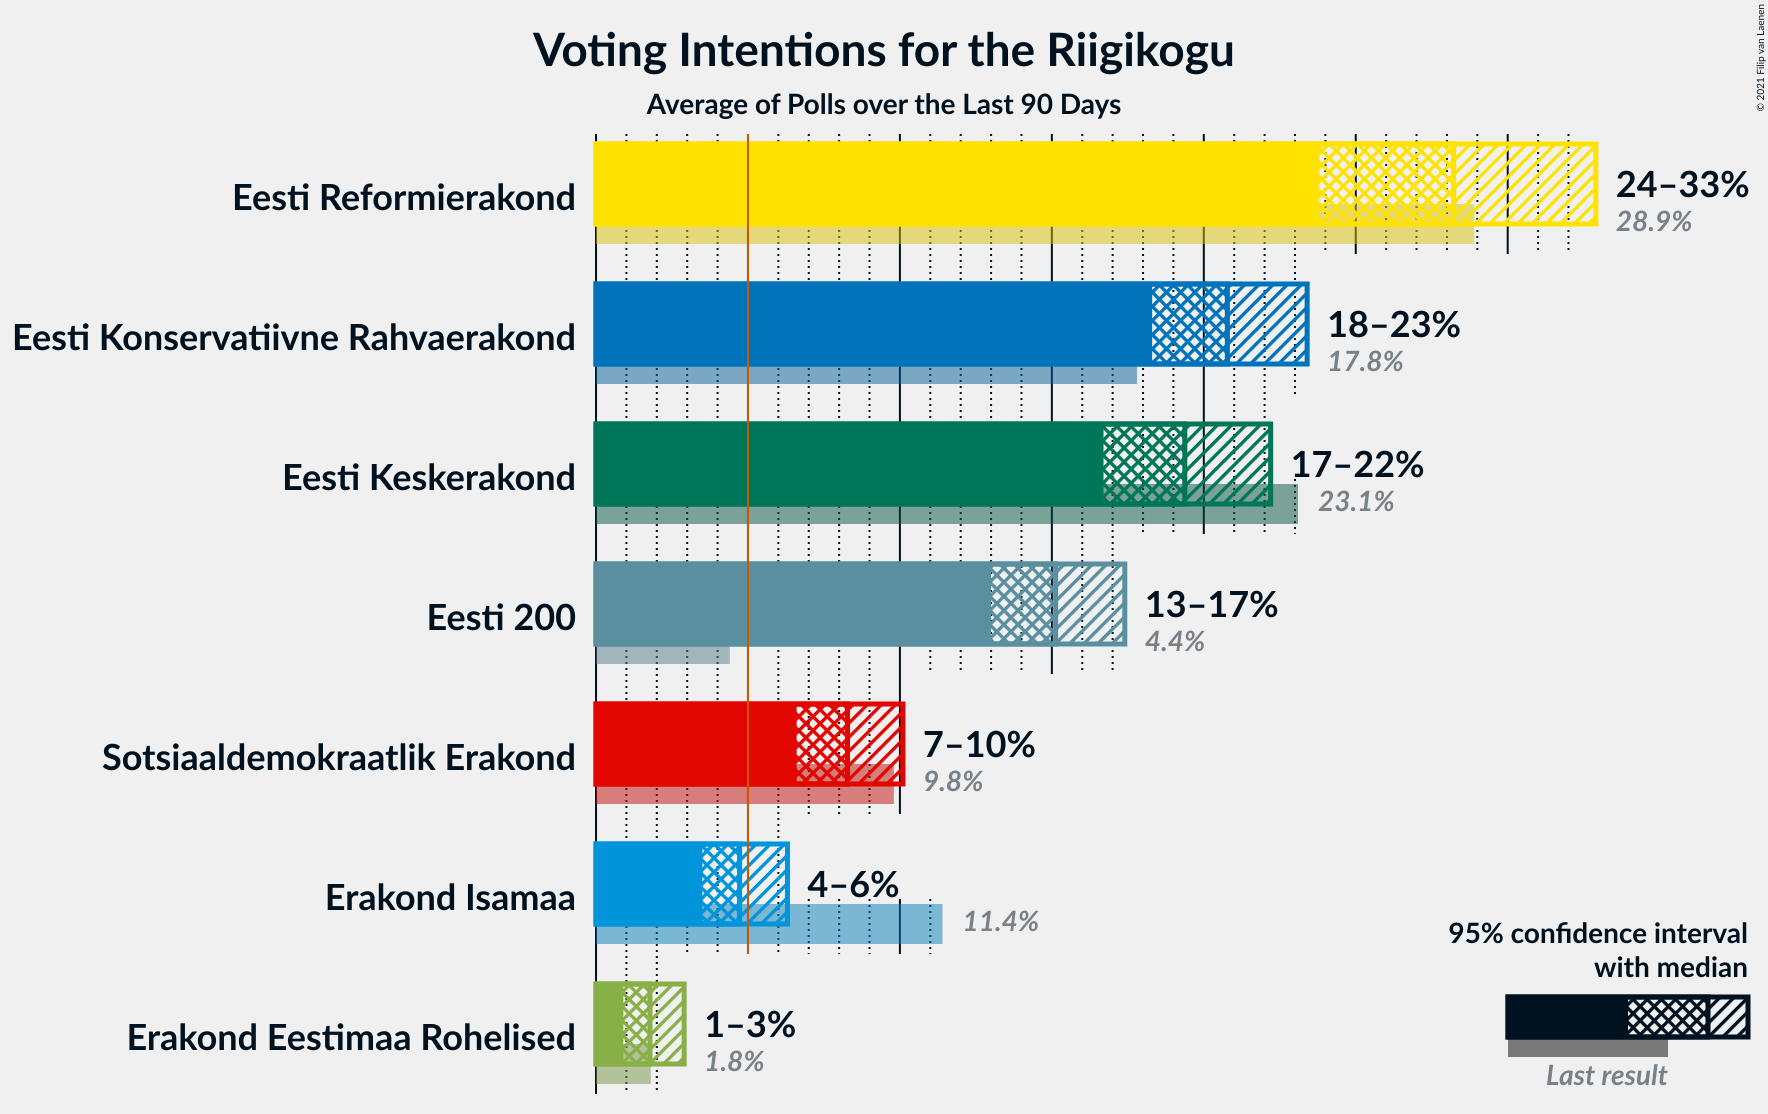 Voting Intentions for the Riigikogu
Average of Polls over the Last 90 Days
© 2021 Filip van Laenen
Eesti Reformierakond
24–33%
28.9%
Eesti Konservatiivne Rahvaerakond
18–23%
17.8%
Eesti Keskerakond
17–22%
23.1%
Eesti 200
13–17%
4.4%
Sotsiaaldemokraatlik Erakond
7–10%
9.8%
Erakond Isamaa
4–6%
11.4%
Erakond Eestimaa Rohelised
1–3%
1.8%
95% confidence interval
with median
Last result